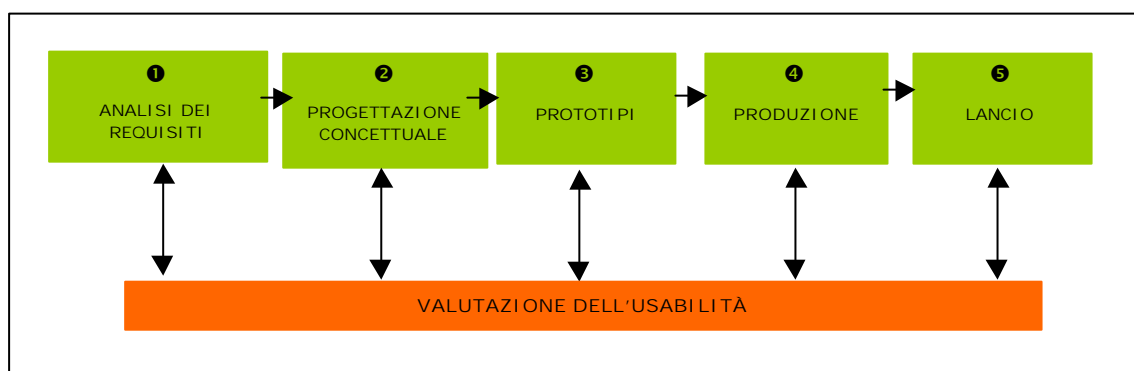 ❶
ANALISI DEI
REQUISITI
❷
PROGETTAZIONE
CONCETTUALE
❸
PROTOTIPI
❹
PRODUZIONE
❺
LANCIO
VALUTAZIONE DELL'USABILITÀ